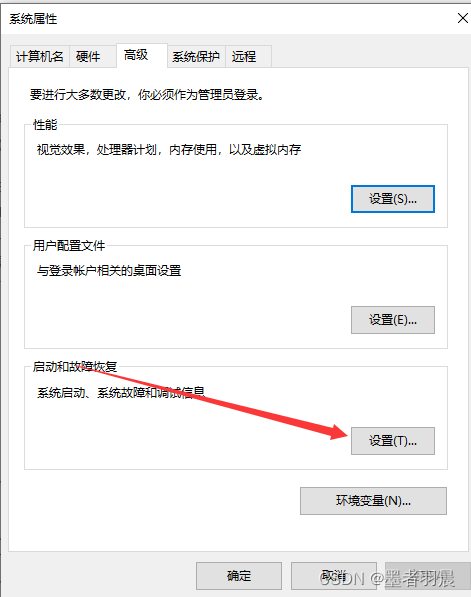 系统属性
计算机名 硬件 高级 系统保护 远程
要进行大多数更改，你必须作为管理员登录。
性能
视觉效果，处理器计划，内存使用，以及虚拟内存
设置(S)...
用户配置文件
与登录帐户相关的桌面设置
设置(E)...
启动和故障恢复
系统启动、系统故障和调试信息
设置(T)...
环境变量(N)...
确定 取消
CSDN @墨者羽晨